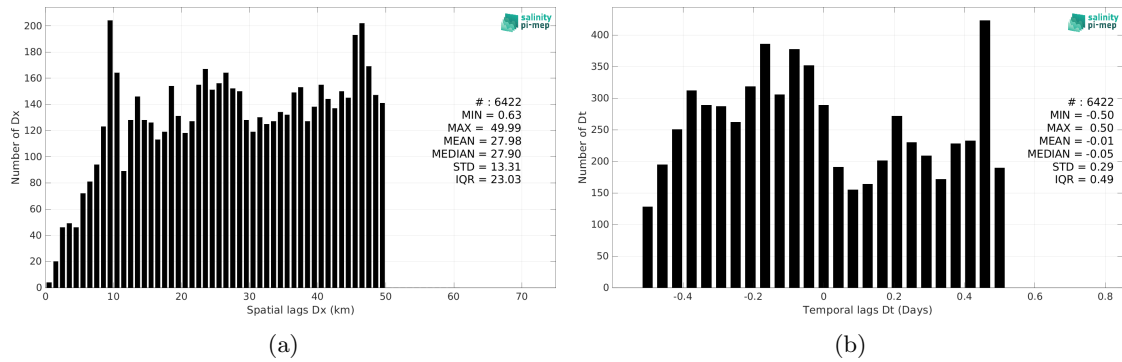 salinity
pi-mep
200
180
160
140
120
100
80
60
40
20
0
Number of Dx
# : 6422
MIN = 0.63
MAX = 49.99
MEAN = 27.98
MEDIAN = 27.90
STD = 13.31
IQR = 23.03
0 10 20 30 40 50 60 70
Spatial lags Dx (km)
(a)
salinity
pi-mep
400
350
300
250
200
150
100
50
0
Number of Dt
# : 6422
MIN = -0.50
MAX = 0.50
MEAN = -0.01
MEDIAN = -0.05
STD = 0.29
IQR = 0.49
-0.4 -0.2 0 0.2 0.4 0.6 0.8
Temporal lags Dt (Days)
(b)